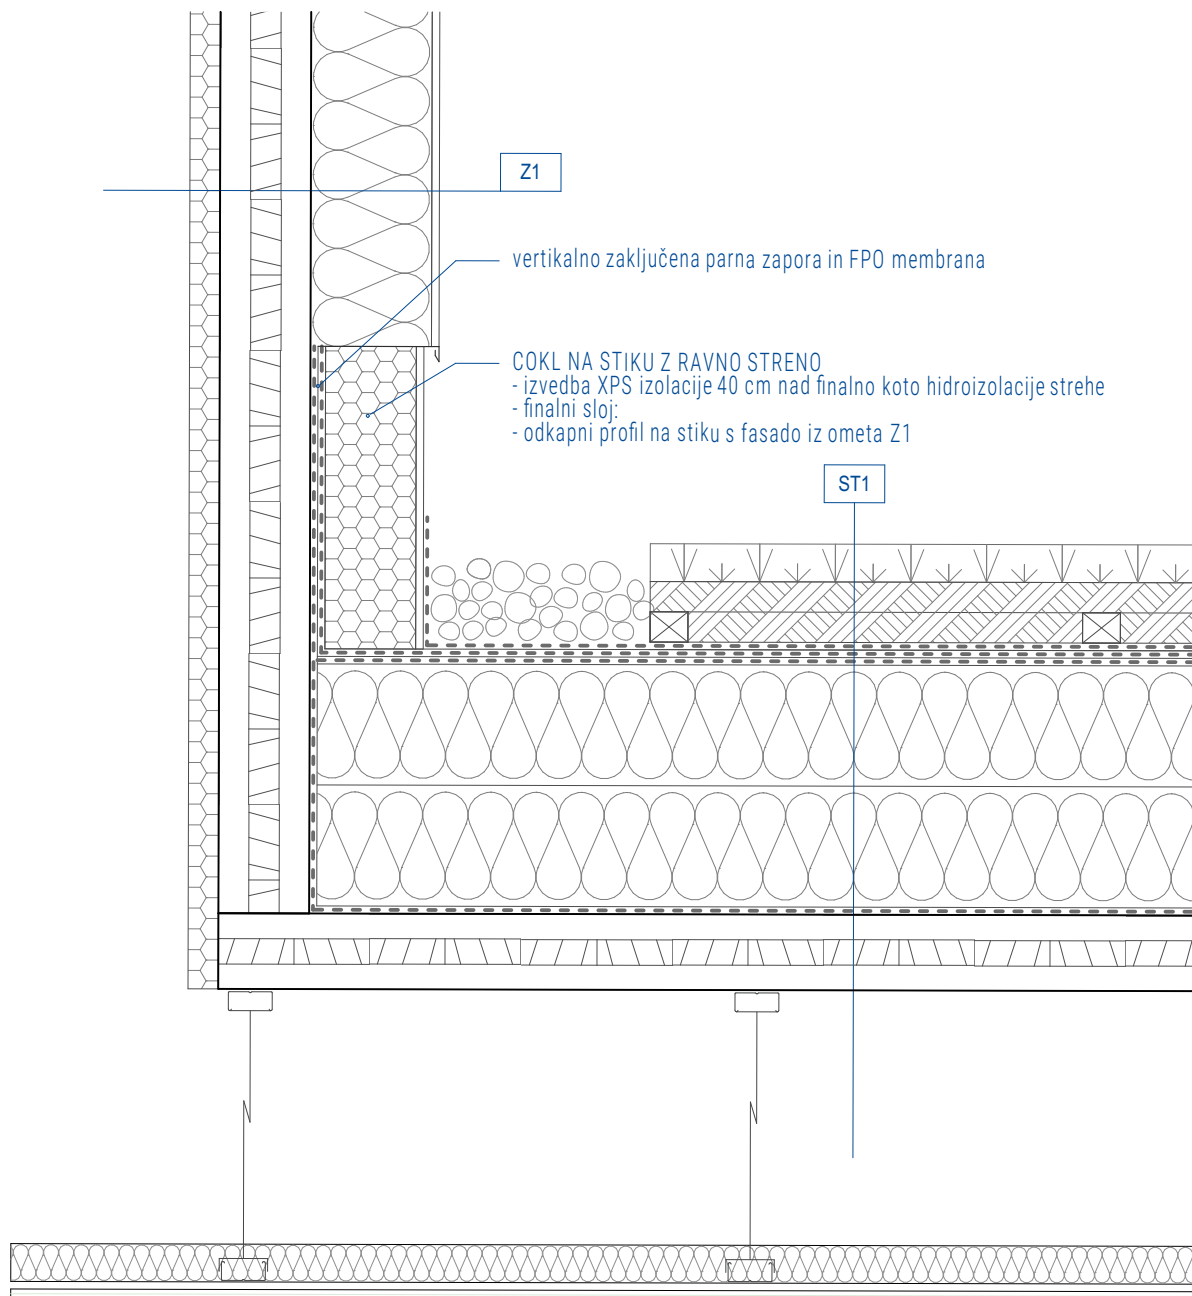 Z1
vertikalno zaključena parna zapora in FPO membrana
COKL NA STIKU Z RAVNO STRENO
- izvedba XPS izolacije 40 cm nad finalno koto hidroizolacije strehe
- finalni sloj:
- odkapni profil na stiku s fasado iz ometa Z1
ST1